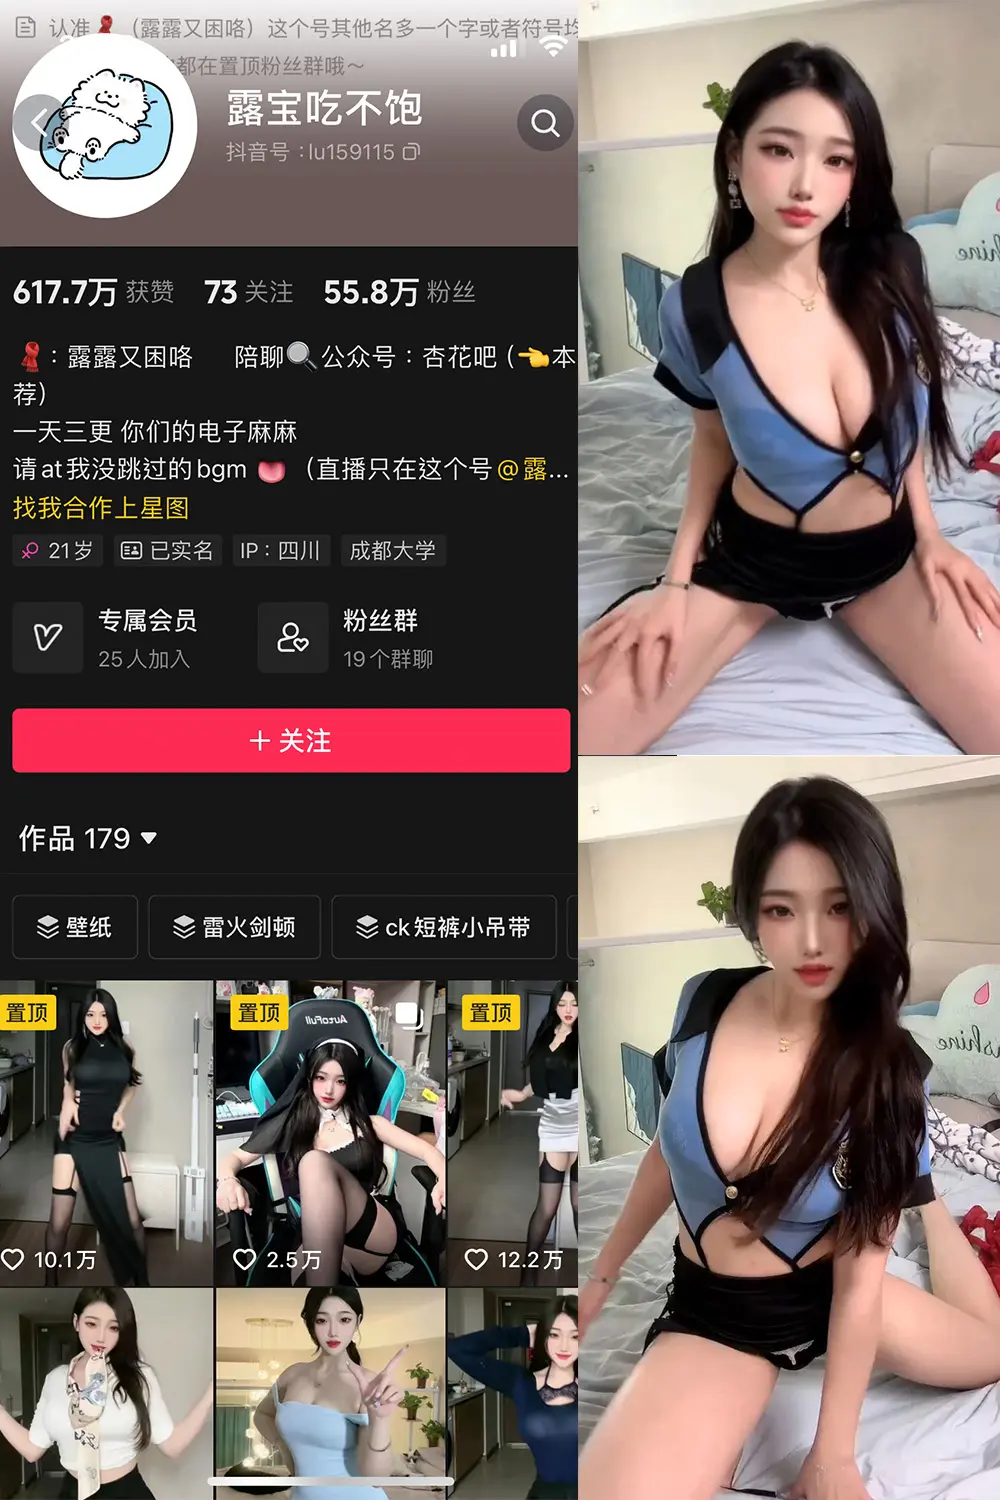 认准🧣（露露又困咯）这个号其他名多一个字或者符号均
都在置顶粉丝群哦～
露宝吃不饱
抖音号：lu159115
617.7万 获赞 73 关注 55.8万 粉丝
🧣：露露又困咯 陪聊🔍公众号：杏花吧（👈本
荐）
一天三更 你们的电子麻麻
请at我没跳过的bgm 👅（直播只在这个号@露...
找我合作上星图
21岁 已实名 IP：四川 成都大学
专属会员 粉丝群
25人加入 19个群聊
+ 关注
作品 179
壁纸 雷火剑顿 ck短裤小吊带
置顶 置顶 置顶
AutoFull
10.1万 2.5万 12.2万
shine
shine